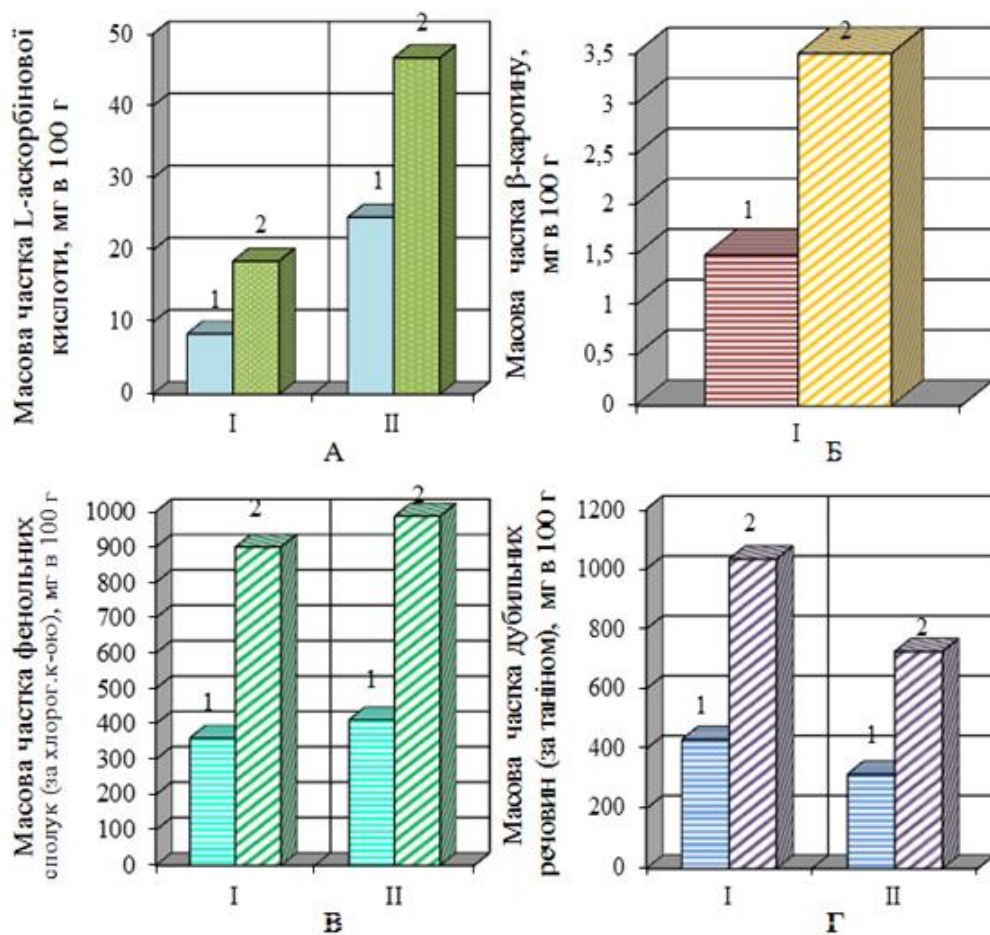 Масова частка L-аскорбінової
кислоти, мг в 100 г
50
40
30
20
10
0
1
2
1
2
I
II
А
Масова частка β-каротину,
мг в 100 г
3,5
3
2,5
2
1,5
1
0,5
0
1
2
I
Б
Масова частка фенольних
сполук (за хлорог.к-ою), мг в 100 г
1000
900
800
700
600
500
400
300
200
100
0
1
2
1
2
I
II
В
Масова частка дубильних
речовин (за таніном), мг в 100 г
1200
1000
800
600
400
200
0
1
2
1
2
I
II
Г